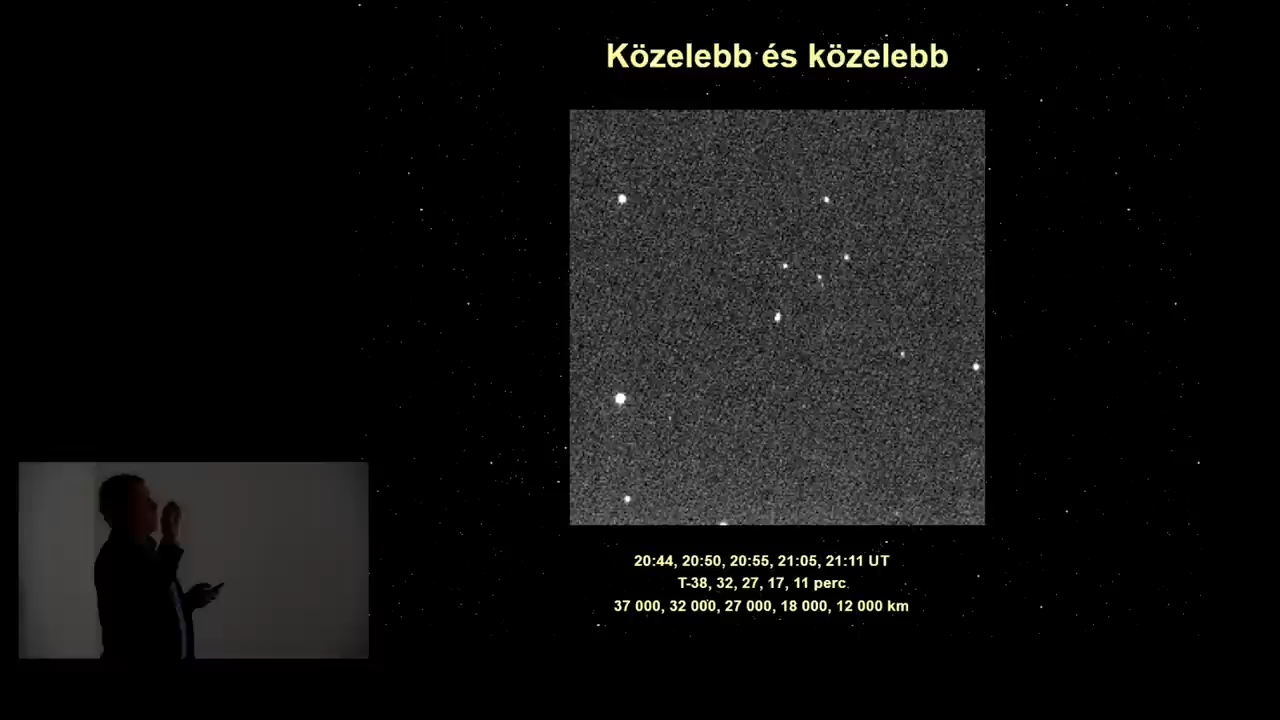 Közelebb és közelebb
20:44, 20:50, 20:55, 21:05, 21:11 UT
T-38, 32, 27, 17, 11 perc
37 000, 32 000, 27 000, 18 000, 12 000 km